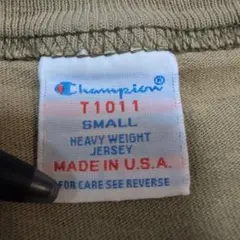 Champion
T1011
SMALL
HEAVY WEIGHT
JERSEY
MADE IN U.S.A.
FOR CARE SEE REVERSE